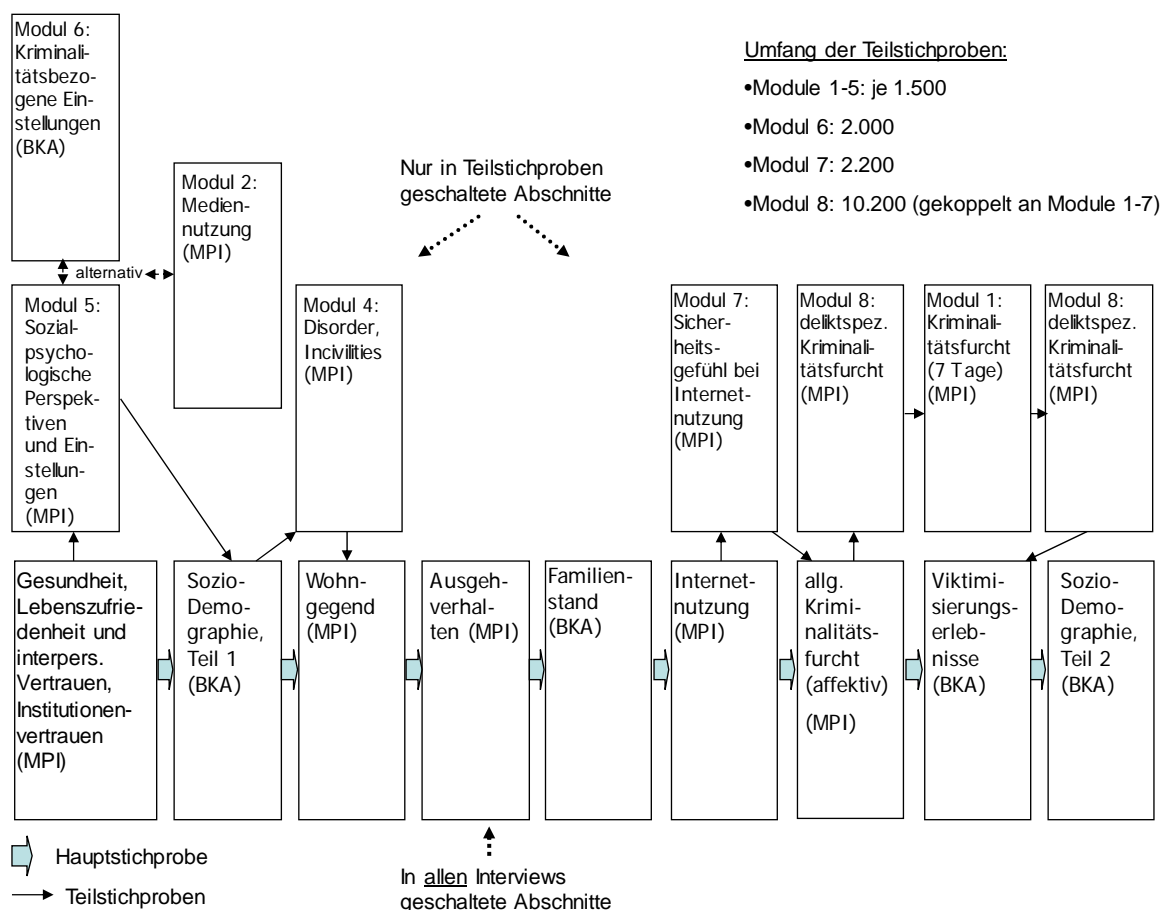 Modul 6:
Kriminali-
tätsbezo-
gene Ein-
stellungen
(BKA)
Umfang der Teilstichproben:
•Module 1-5: je 1.500
•Modul 6: 2.000
•Modul 7: 2.200
•Modul 8: 10.200 (gekoppelt an Module 1-7)
Modul 2:
Medien-
nutzung
(MPI)
Nur in Teilstichproben
geschaltete Abschnitte
alternativ
Modul 5:
Sozial-
psycho-
logische
Perspek-
tiven
und Ein-
stellun-
gen
(MPI)
Modul 4:
Disorder,
Incivilities
(MPI)
Modul 7:
Sicher-
heits-
gefühl bei
Internet-
nutzung
(MPI)
Modul 8:
deliktspez.
Kriminali-
tätsfurcht
(MPI)
Modul 1:
Kriminali-
tätsfurcht
(7 Tage)
(MPI)
Modul 8:
deliktspez.
Kriminali-
tätsfurcht
(MPI)
Gesundheit,
Lebenszufrie-
denheit und
interpers.
Vertrauen,
Institutionen-
vertrauen
(MPI)
Sozio-
Demo-
graphie,
Teil 1
(BKA)
Wohn-
gegend
(MPI)
Ausgeh-
verhal-
ten (MPI)
Familien-
stand
(BKA)
Internet-
nutzung
(MPI)
allg.
Krimi-
nalitäts-
furcht
(affektiv)
(MPI)
Viktimi-
sierungs-
erleb-
nisse
(BKA)
Sozio-
Demo-
graphie,
Teil 2
(BKA)
Hauptstichprobe
Teilstichproben
In allen Interviews
geschaltete Abschnitte